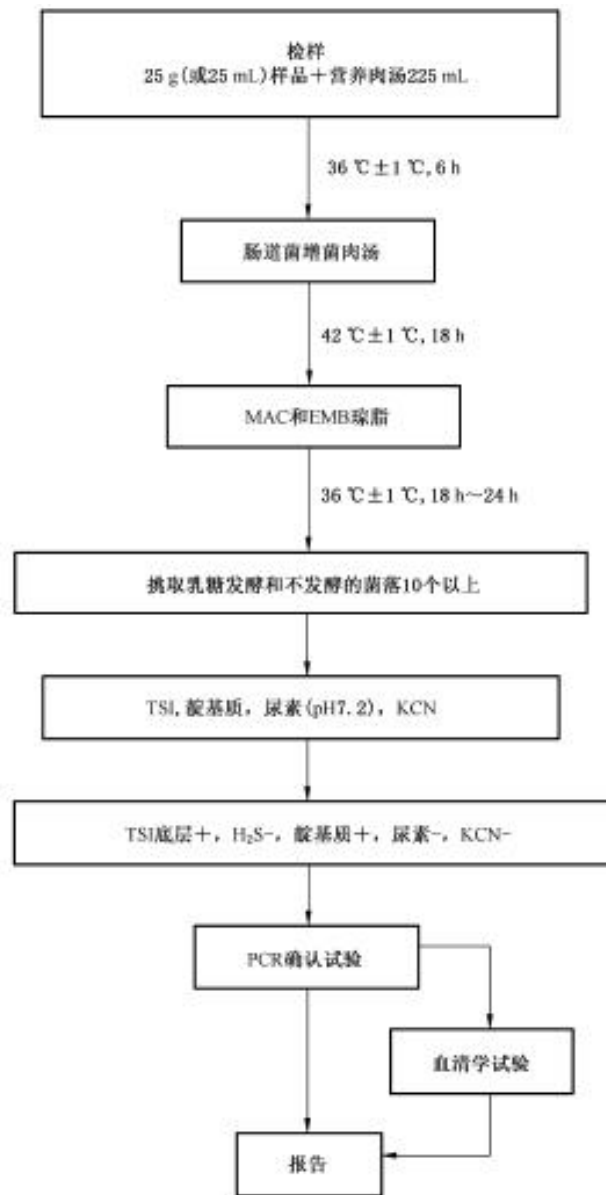 检样
25 g(或25 mL)样品＋营养肉汤225 mL
36 ℃±1 ℃,6 h
肠道菌增菌肉汤
42 ℃±1 ℃,18 h
MAC和EMB琼脂
36 ℃±1 ℃,18 h～24 h
挑取乳糖发酵和不发酵的菌落10个以上
TSI,靛基质，尿素(pH7.2)，KCN
TSI底层＋，H₂S-，靛基质＋，尿素-，KCN-
PCR确认试验
血清学试验
报告